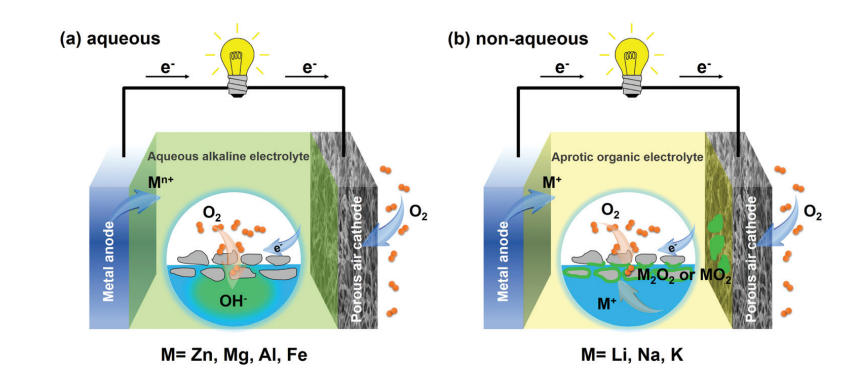 (a) aqueous
e-
e-
Aqueous alkaline electrolyte
Mn+
O2
e-
OH-
Metal anode
Porous air cathode
O2
M= Zn, Mg, Al, Fe
(b) non-aqueous
e-
e-
Aprotic organic electrolyte
M+
O2
e-
M2O2 or MO2
M+
Metal anode
Porous air cathode
O2
M= Li, Na, K